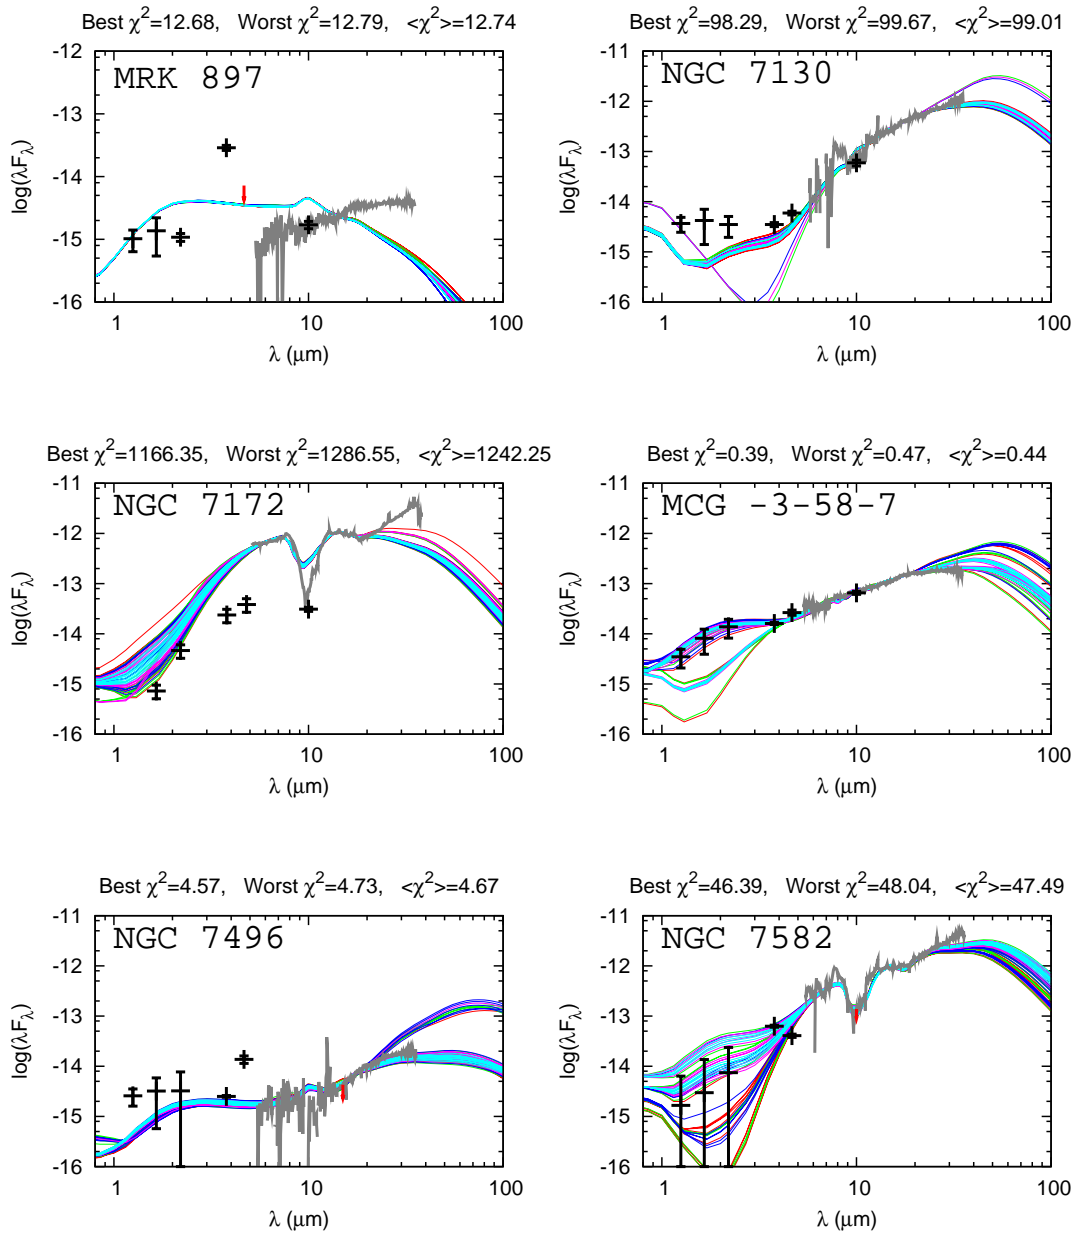 Best χ²=12.68, Worst χ²=12.79, <χ²>=12.74
MRK 897
log(λF_λ)
-12
-13
-14
-15
-16
1 10 100
λ (μm)
Best χ²=98.29, Worst χ²=99.67, <χ²>=99.01
NGC 7130
log(λF_λ)
-11
-12
-13
-14
-15
-16
1 10 100
λ (μm)
Best χ²=1166.35, Worst χ²=1286.55, <χ²>=1242.25
NGC 7172
log(λF_λ)
-11
-12
-13
-14
-15
-16
1 10 100
λ (μm)
Best χ²=0.39, Worst χ²=0.47, <χ²>=0.44
MCG -3-58-7
log(λF_λ)
-11
-12
-13
-14
-15
-16
1 10 100
λ (μm)
Best χ²=4.57, Worst χ²=4.73, <χ²>=4.67
NGC 7496
log(λF_λ)
-11
-12
-13
-14
-15
-16
1 10 100
λ (μm)
Best χ²=46.39, Worst χ²=48.04, <χ²>=47.49
NGC 7582
log(λF_λ)
-11
-12
-13
-14
-15
-16
1 10 100
λ (μm)